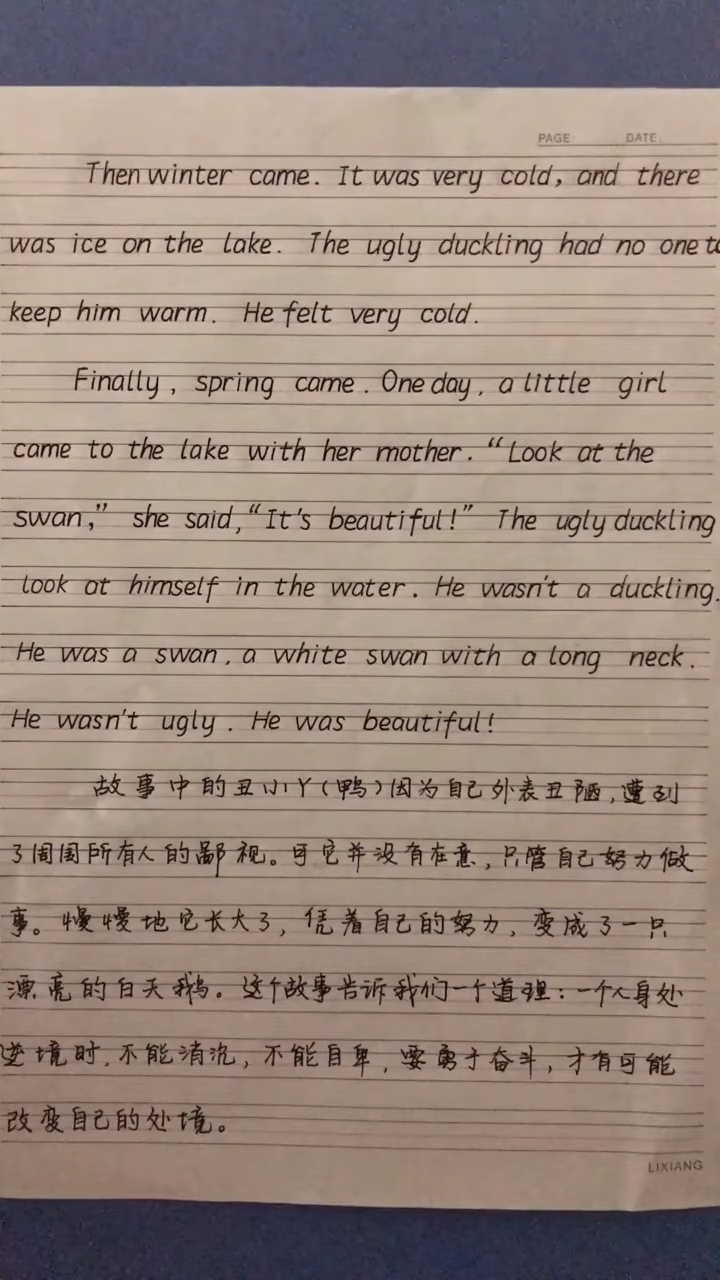 PAGE: DATE.
Then winter came. It was very cold, and there
was ice on the lake. The ugly duckling had no one to
keep him warm. He felt very cold.
Finally, spring came. One day, a little girl
came to the lake with her mother. “Look at the
swan,” she said, “It's beautiful!” The ugly duckling
look at himself in the water. He wasn't a duckling.
He was a swan, a white swan with a long neck.
He wasn't ugly. He was beautiful!
故事中的丑小丫(鸭)因为自己外表丑陋,遭到
了周围所有人的鄙视。可它并没有在意,只管自己努力做
事。慢慢地它长大了,凭着自己的努力,变成了一只
漂亮的白天鹅。这个故事告诉我们一个道理:一个人身处
逆境时,不能消沉,不能自卑,要勇于奋斗,才有可能
改变自己的处境。
LIXIANG